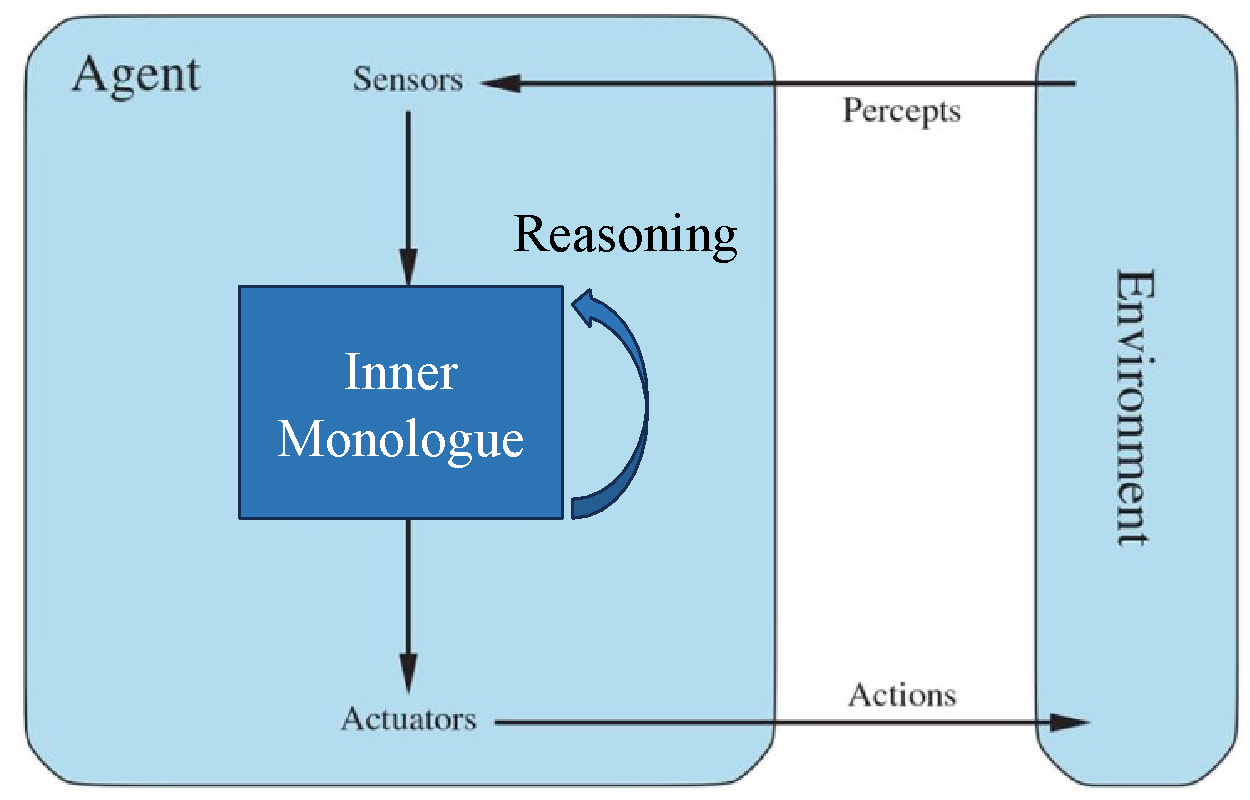 Agent
Sensors
Percepts
Reasoning
Inner
Monologue
Environment
Actuators
Actions